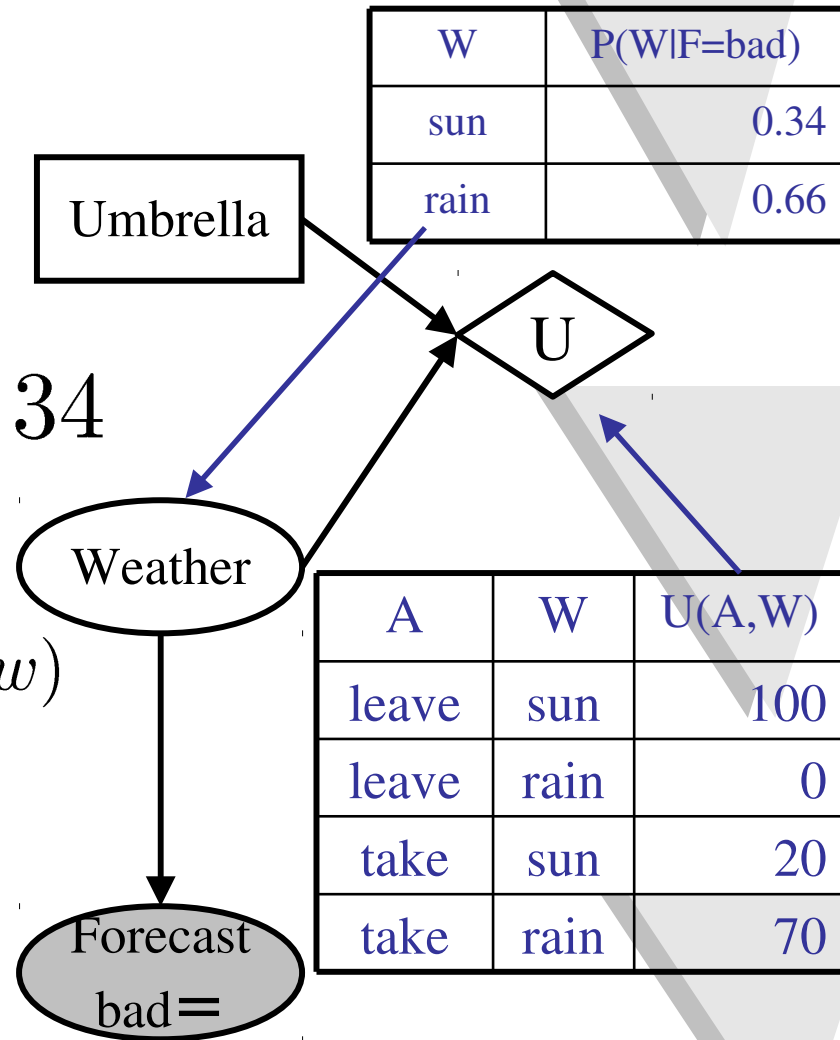 W P(W|F=bad)
sun 0.34
rain 0.66
Umbrella
U
34
Weather
w)
A W U(A,W)
leave sun 100
leave rain 0
take sun 20
take rain 70
Forecast
bad=